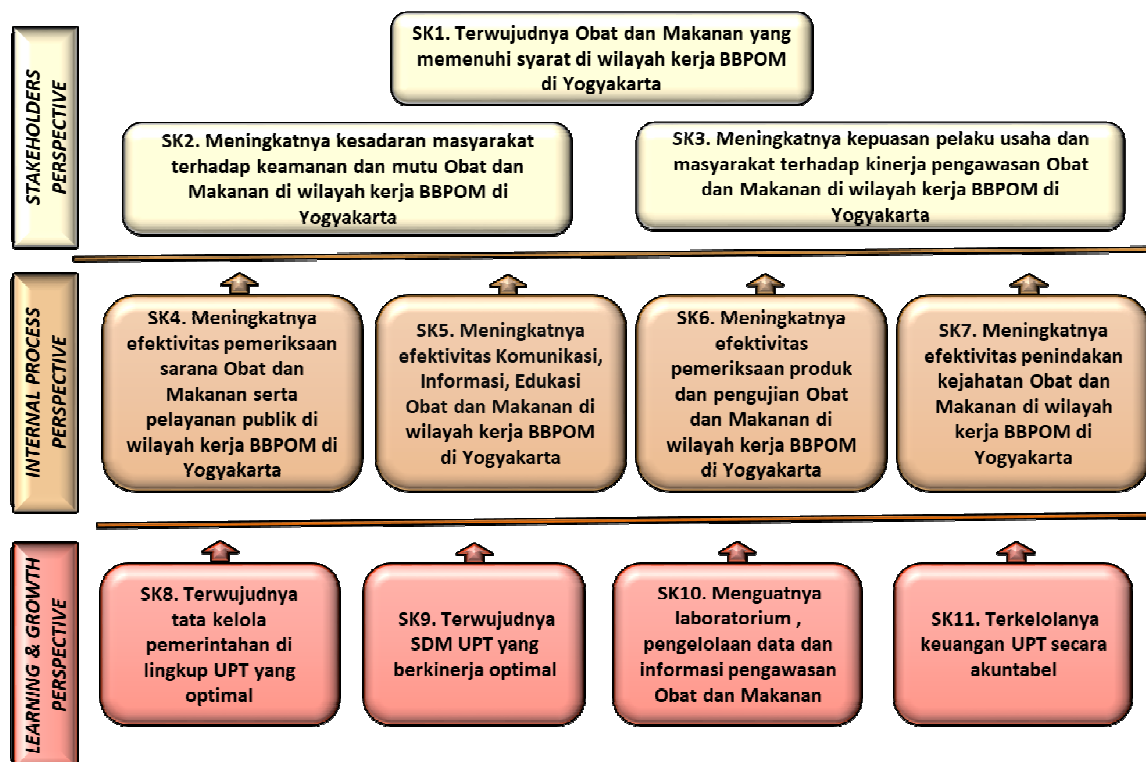 STAKEHOLDERS
PERSPECTIVE
SK1. Terwujudnya Obat dan Makanan yang
memenuhi syarat di wilayah kerja BBPOM
di Yogyakarta
SK2. Meningkatnya kesadaran masyarakat
terhadap keamanan dan mutu Obat dan
Makanan di wilayah kerja BBPOM di
Yogyakarta
SK3. Meningkatnya kepuasan pelaku usaha dan
masyarakat terhadap kinerja pengawasan Obat
dan Makanan di wilayah kerja BBPOM di
Yogyakarta
INTERNAL PROCESS
PERSPECTIVE
SK4. Meningkatnya
efektivitas pemeriksaan
sarana Obat dan
Makanan serta
pelayanan publik di
wilayah kerja BBPOM di
Yogyakarta
SK5. Meningkatnya
efektivitas Komunikasi,
Informasi, Edukasi
Obat dan Makanan di
wilayah kerja BBPOM
di Yogyakarta
SK6. Meningkatnya
efektivitas
pemeriksaan produk
dan pengujian Obat
dan Makanan di
wilayah kerja BBPOM
di Yogyakarta
SK7. Meningkatnya
efektivitas penindakan
kejahatan Obat dan
Makanan di wilayah
kerja BBPOM di
Yogyakarta
LEARNING & GROWTH
PERSPECTIVE
SK8. Terwujudnya
tata kelola
pemerintahan di
lingkup UPT yang
optimal
SK9. Terwujudnya
SDM UPT yang
berkinerja optimal
SK10. Menguatnya
laboratorium ,
pengelolaan data dan
informasi pengawasan
Obat dan Makanan
SK11. Terkelolanya
keuangan UPT secara
akuntabel